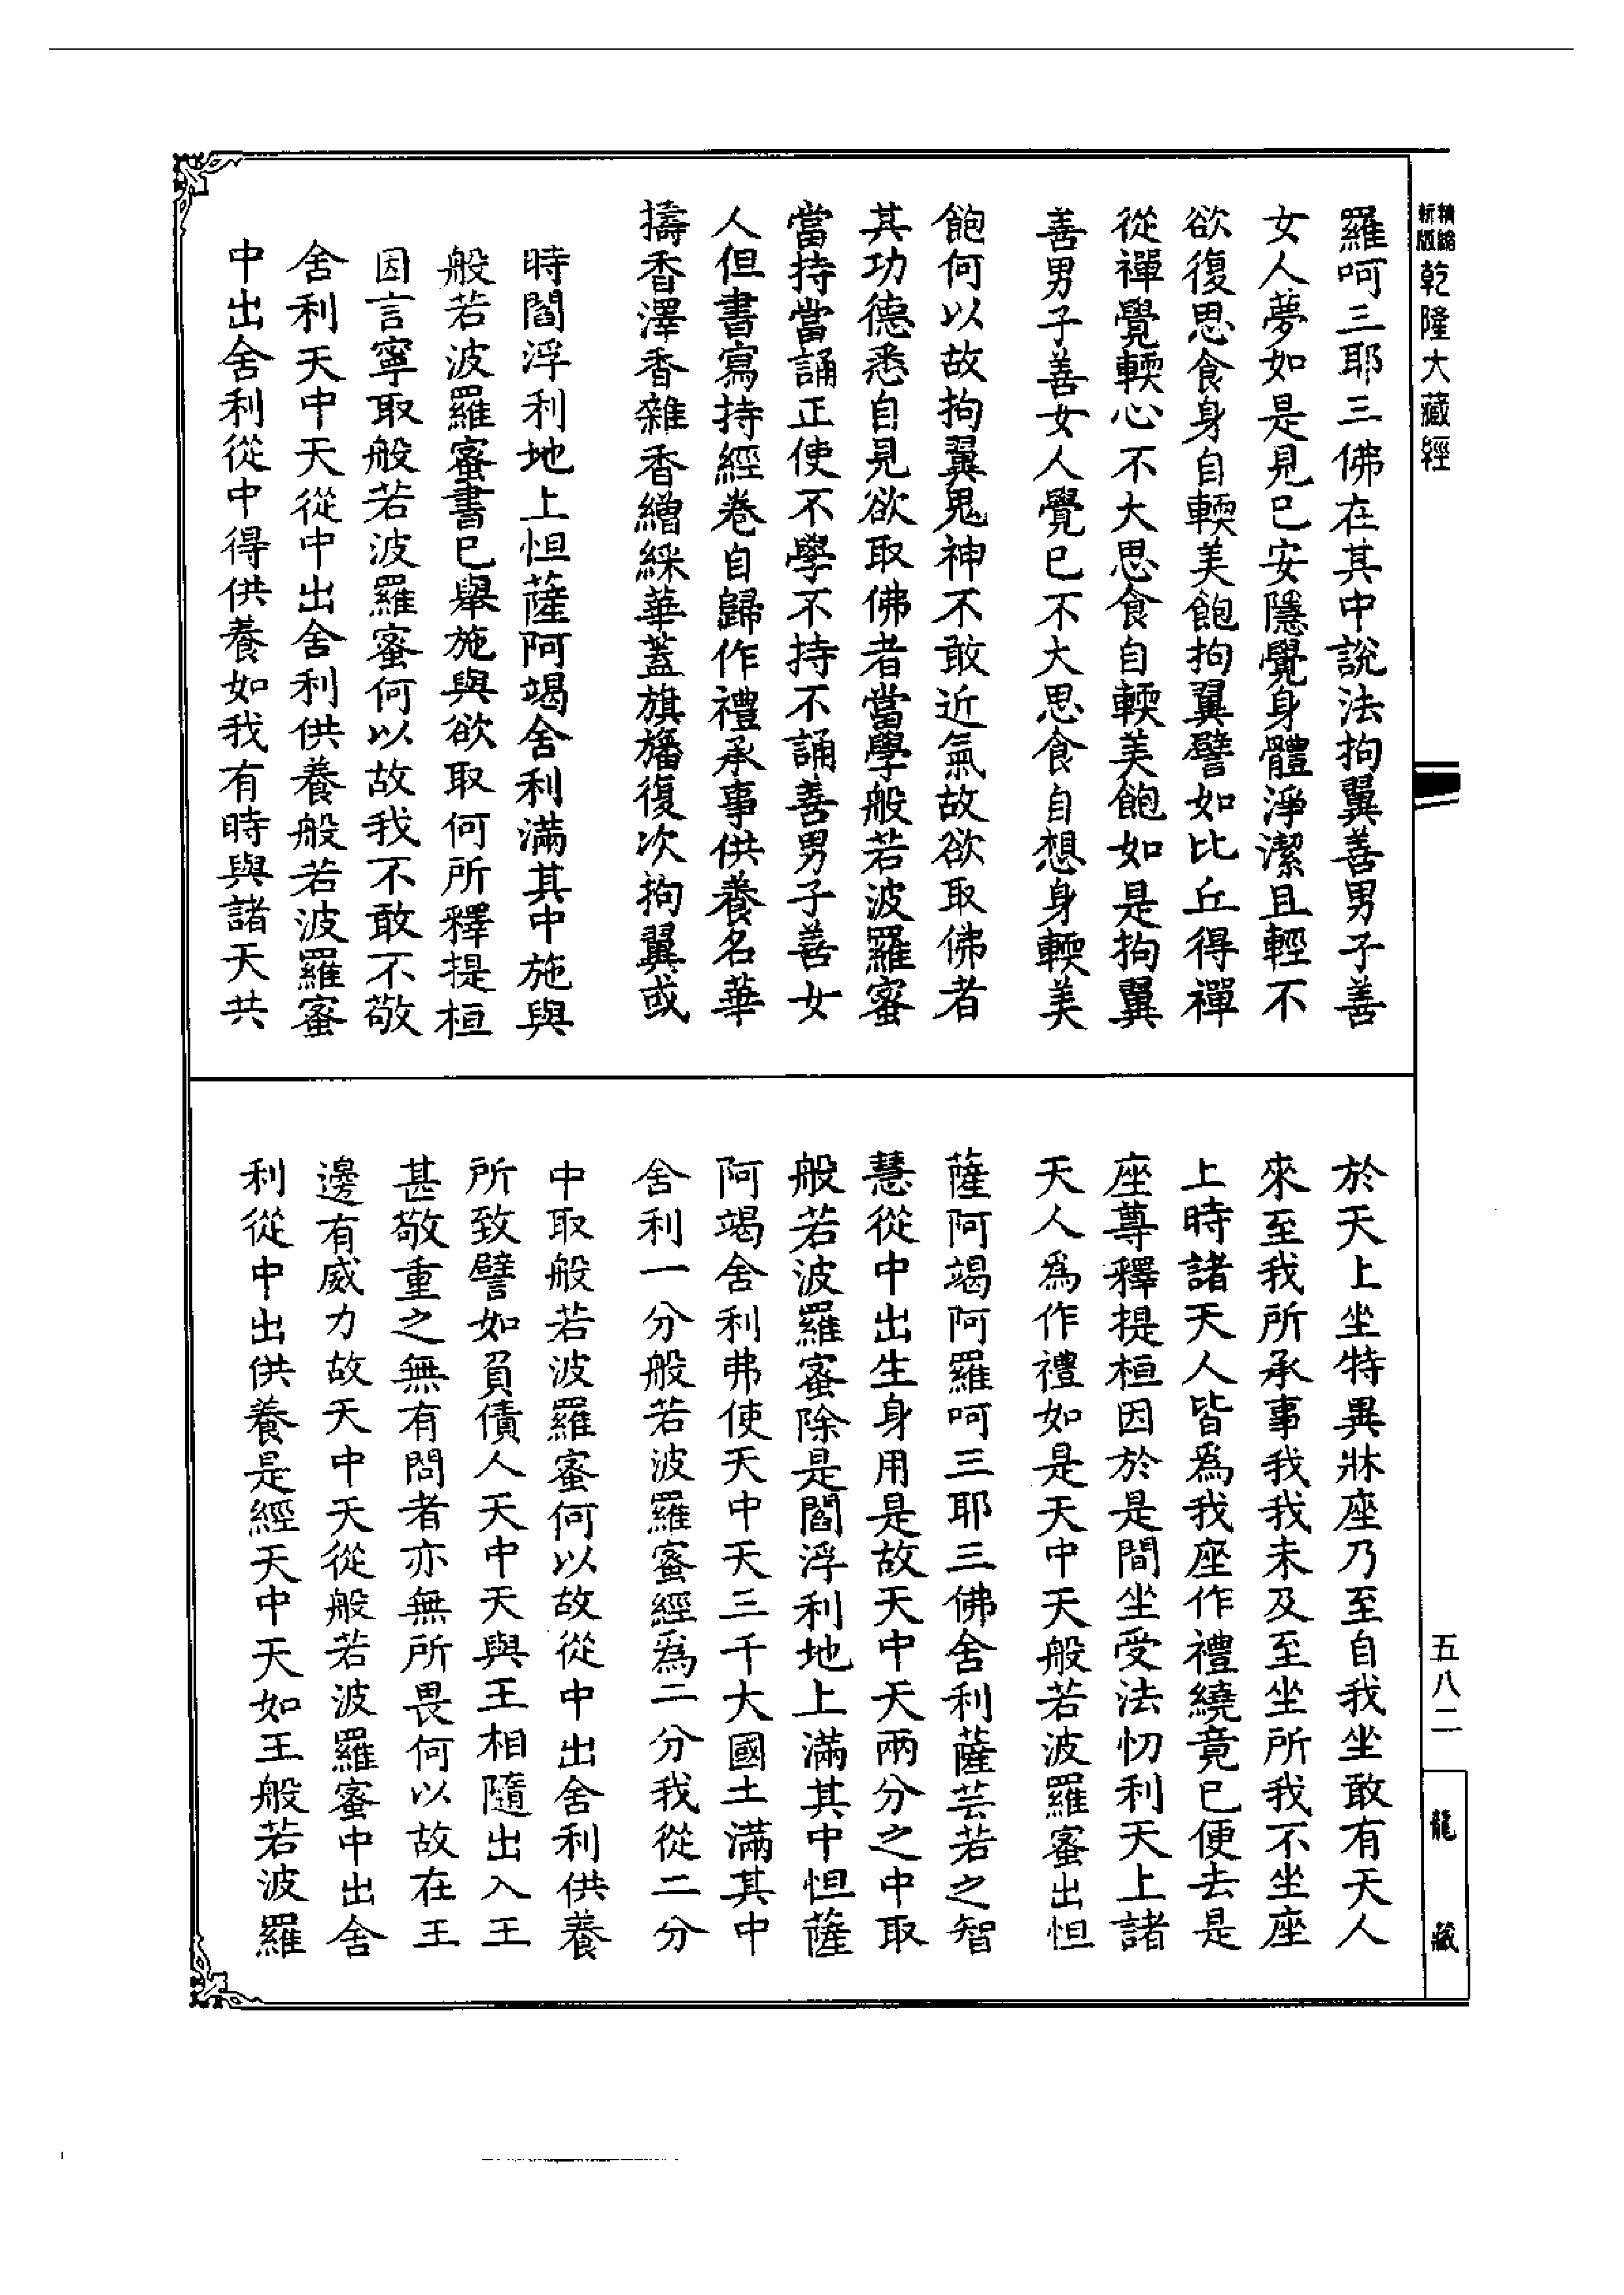 新版精縮乾隆大藏經
羅呵三耶三佛在其中說法拘翼善男子善
女人夢如是見已安隱覺身體淨潔且輕不
欲復思食身自輭美飽拘翼譬如比丘得禪
從禪覺輭心不大思食自輭美飽如是拘翼
善男子善女人覺已不大思食自想身輭美
飽何以故拘翼鬼神不敢近氣故欲取佛者
其功德悉自見欲取佛者當學般若波羅蜜
當持當誦正使不學不持不誦善男子善女
人但書寫持經卷自歸作禮承事供養名華
擣香澤香雜香繒綵華蓋旗旛復次拘翼或
時閻浮利地上怛薩阿竭舍利滿其中施與
般若波羅蜜書已舉施與欲取何所釋提桓
因言寧取般若波羅蜜何以故我不敢不敬
舍利天中天從中出舍利供養般若波羅蜜
中出舍利從中得供養如我有時與諸天共
於天上坐特異牀座乃至自我坐敢有天人
來至我所承事我我未及至坐所我不坐座
上時諸天人皆為我座作禮繞竟已便去是
座尊釋提桓因於是間坐受法忉利天上諸
天人為作禮如是天中天般若波羅蜜出怛
薩阿竭阿羅呵三耶三佛舍利薩芸若之智
慧從中出生身用是故天中天兩分之中取
般若波羅蜜除是閻浮利地上滿其中怛薩
阿竭舍利弗使天中天三千大國土滿其中
舍利一分般若波羅蜜經為二分我從二分
中取般若波羅蜜何以故從中出舍利供養
所致譬如負債人天中天與王相隨出入王
甚敬重之無有問者亦無所畏何以故在王
邊有威力故天中天從般若波羅蜜中出舍
利從中出供養是經天中天如王般若波羅
五八二
龍藏